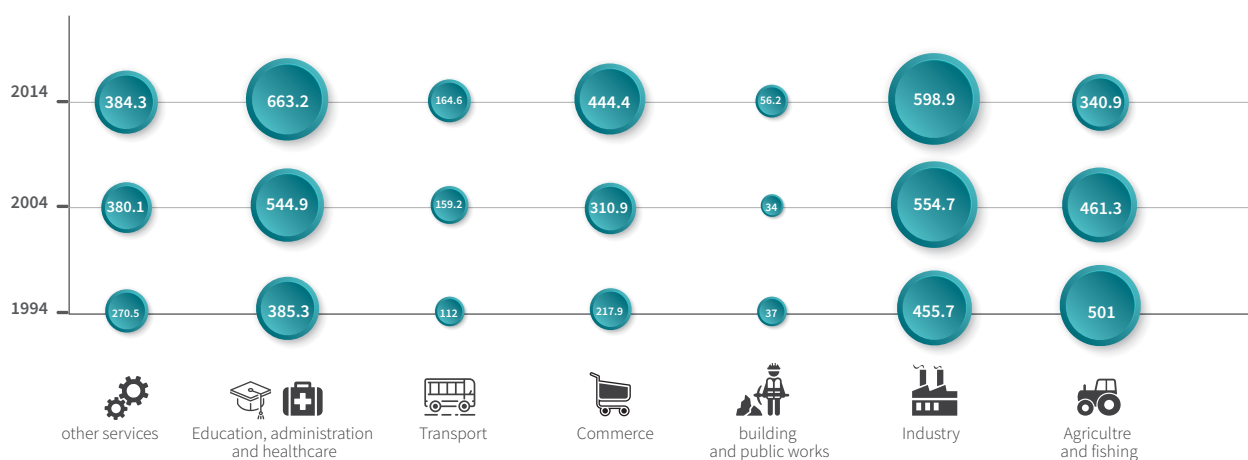 2014
384.3
663.2
164.6
444.4
56.2
598.9
340.9
2004
380.1
544.9
159.2
310.9
34
554.7
461.3
1994
270.5
385.3
112
217.9
37
455.7
501
other services
Education, administration
and healthcare
Transport
Commerce
building
and public works
Industry
Agricultre
and fishing